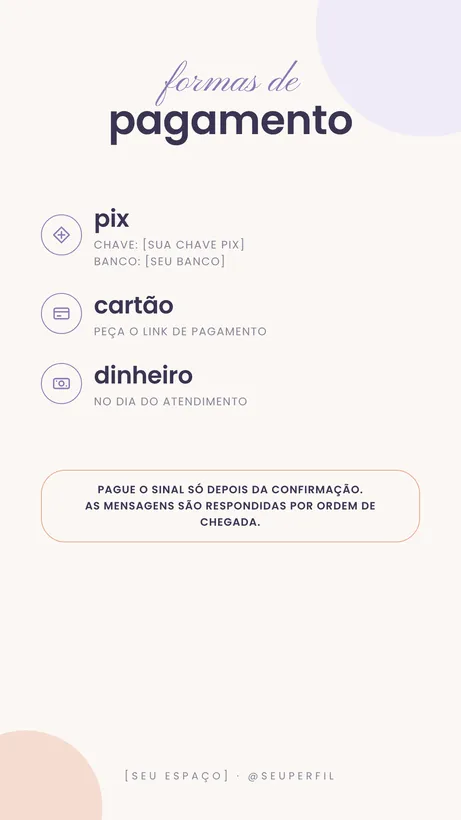 formas de
pagamento
pix
CHAVE: [SUA CHAVE PIX]
BANCO: [SEU BANCO]
cartão
PEÇA O LINK DE PAGAMENTO
dinheiro
NO DIA DO ATENDIMENTO
PAGUE O SINAL SÓ DEPOIS DA CONFIRMAÇÃO.
AS MENSAGENS SÃO RESPONDIDAS POR ORDEM DE
CHEGADA.
[SEU ESPAÇO] · @SEUPERFIL